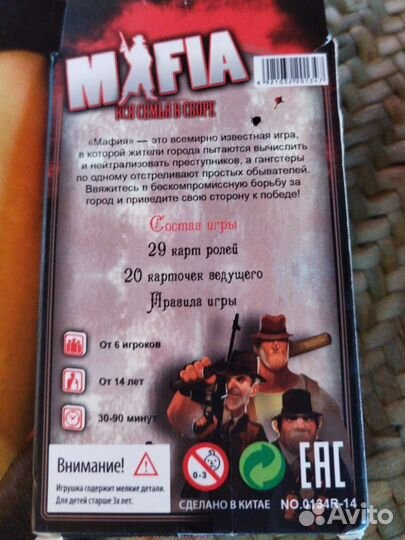 MAFIA
ВСЯ СЕМЬЯ В СБОРЕ
«Мафия» — это всемирно известная игра,
в которой жители города пытаются вычислить
и нейтрализовать преступников, а гангстеры
по одному отстреливают простых обывателей.
Ввяжитесь в бескомпромиссную борьбу за
город и приведите свою сторону к победе!
Состав игры
29 карт ролей
20 карточек ведущего
Правила игры
От 6 игроков
От 14 лет
30-90 минут
Внимание!
Игрушка содержит мелкие детали.
Для детей старше 3х лет.
0-3
EAC
СДЕЛАНО В КИТАЕ
NO.0134R-14
Avito